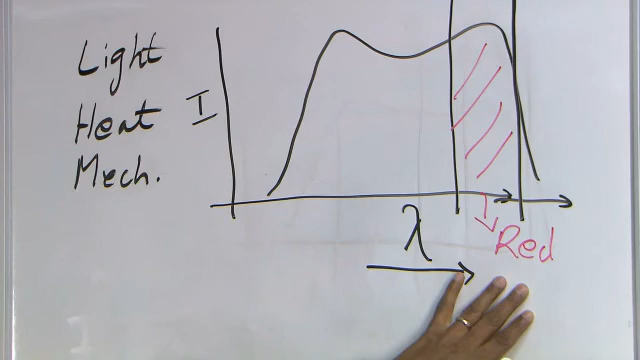 Light
Heat
Mech.
I
λ
Red